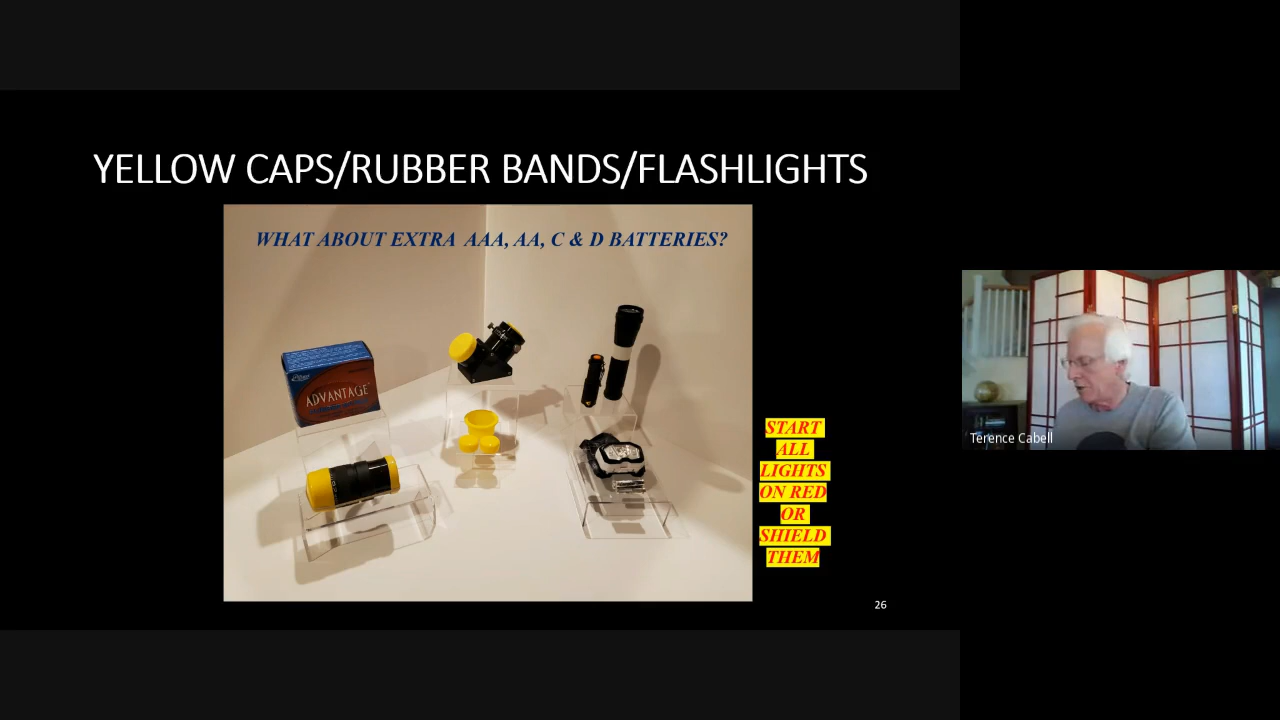 YELLOW CAPS/RUBBER BANDS/FLASHLIGHTS
WHAT ABOUT EXTRA AAA, AA, C & D BATTERIES?
ADVANTAGE
START
ALL
LIGHTS
ON RED
OR
SHIELD
THEM
Terence Cabell
26